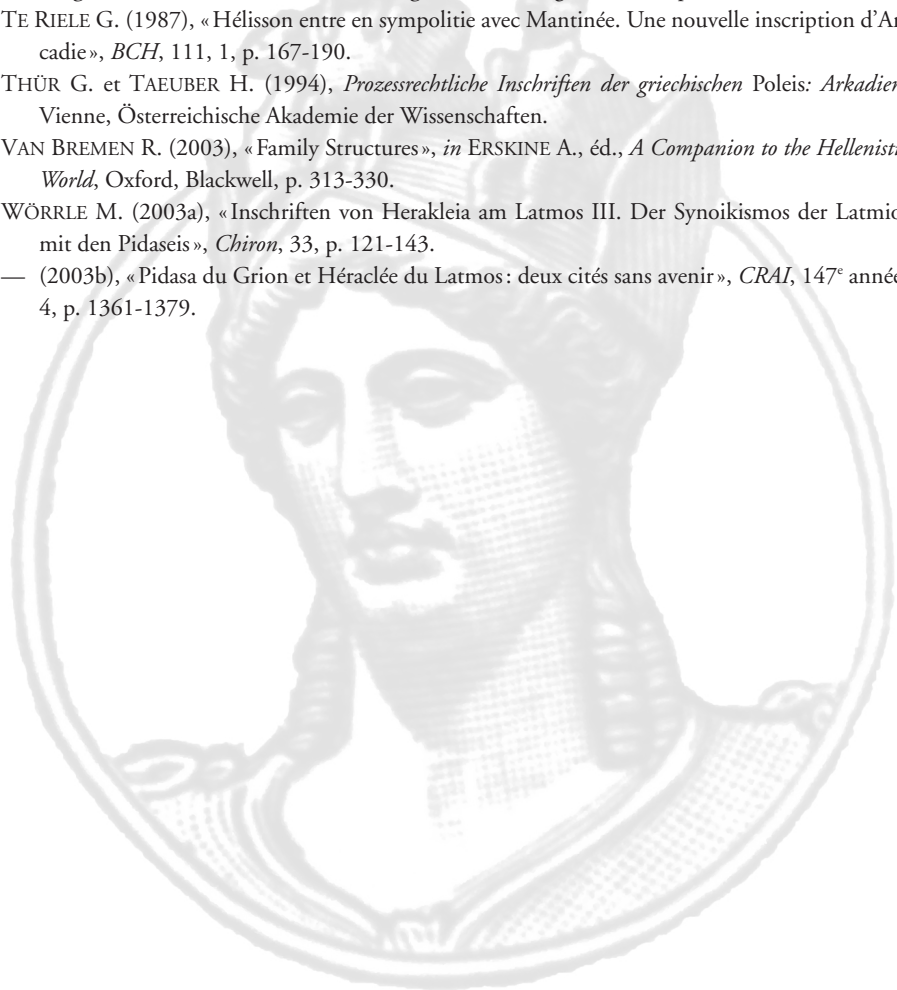 TE RIELE G. (1987), « Hélisson entre en sympolitie avec Mantinée. Une nouvelle inscription d’Ar
cadie », BCH, 111, 1, p. 167-190.
THÜR G. et TAEUBER H. (1994), Prozessrechtliche Inschriften der griechischen Poleis: Arkadien
Vienne, Österreichische Akademie der Wissenschaften.
VAN BREMEN R. (2003), « Family Structures », in ERSKINE A., éd., A Companion to the Hellenisti
World, Oxford, Blackwell, p. 313-330.
WÖRRLE M. (2003a), « Inschriften von Herakleia am Latmos III. Der Synoikismos der Latmio
mit den Pidaseis », Chiron, 33, p. 121-143.
— (2003b), « Pidasa du Grion et Héraclée du Latmos : deux cités sans avenir », CRAI, 147e année
4, p. 1361-1379.